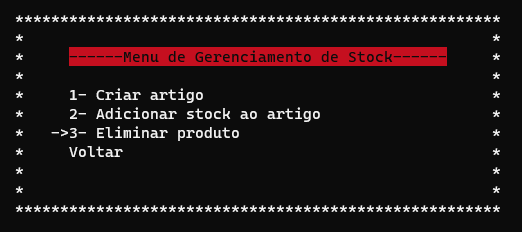 ******************************************************
* *
* ------Menu de Gerenciamento de Stock------ *
* *
* 1- Criar artigo *
* 2- Adicionar stock ao artigo *
* ->3- Eliminar produto *
* Voltar *
* *
* *
******************************************************